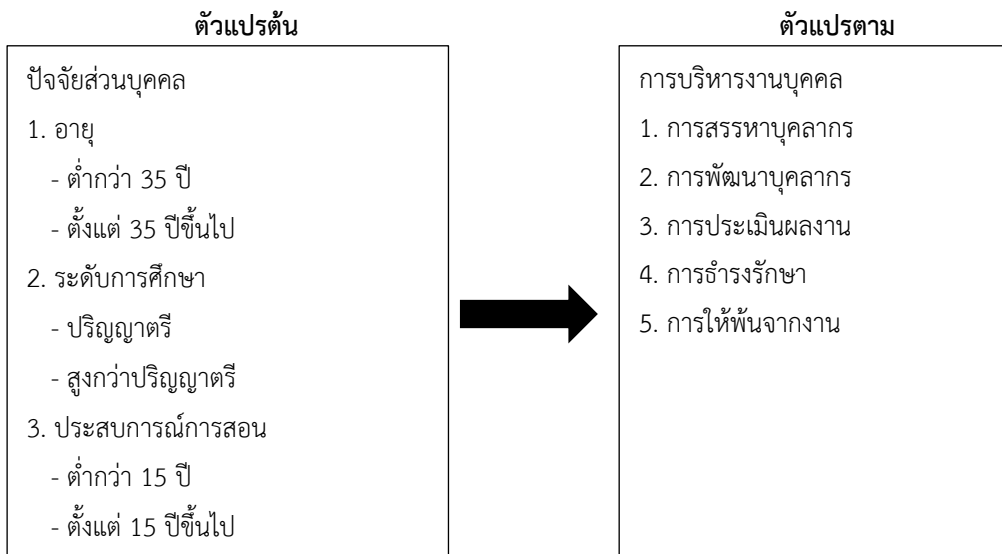 ตัวแปรต้น
ปัจจัยส่วนบุคคล
1. อายุ
- ต่ำกว่า 35 ปี
- ตั้งแต่ 35 ปีขึ้นไป
2. ระดับการศึกษา
- ปริญญาตรี
- สูงกว่าปริญญาตรี
3. ประสบการณ์การสอน
- ต่ำกว่า 15 ปี
- ตั้งแต่ 15 ปีขึ้นไป
ตัวแปรตาม
การบริหารงานบุคคล
1. การสรรหาบุคลากร
2. การพัฒนาบุคลากร
3. การประเมินผลงาน
4. การธำรงรักษา
5. การให้พ้นจากงาน